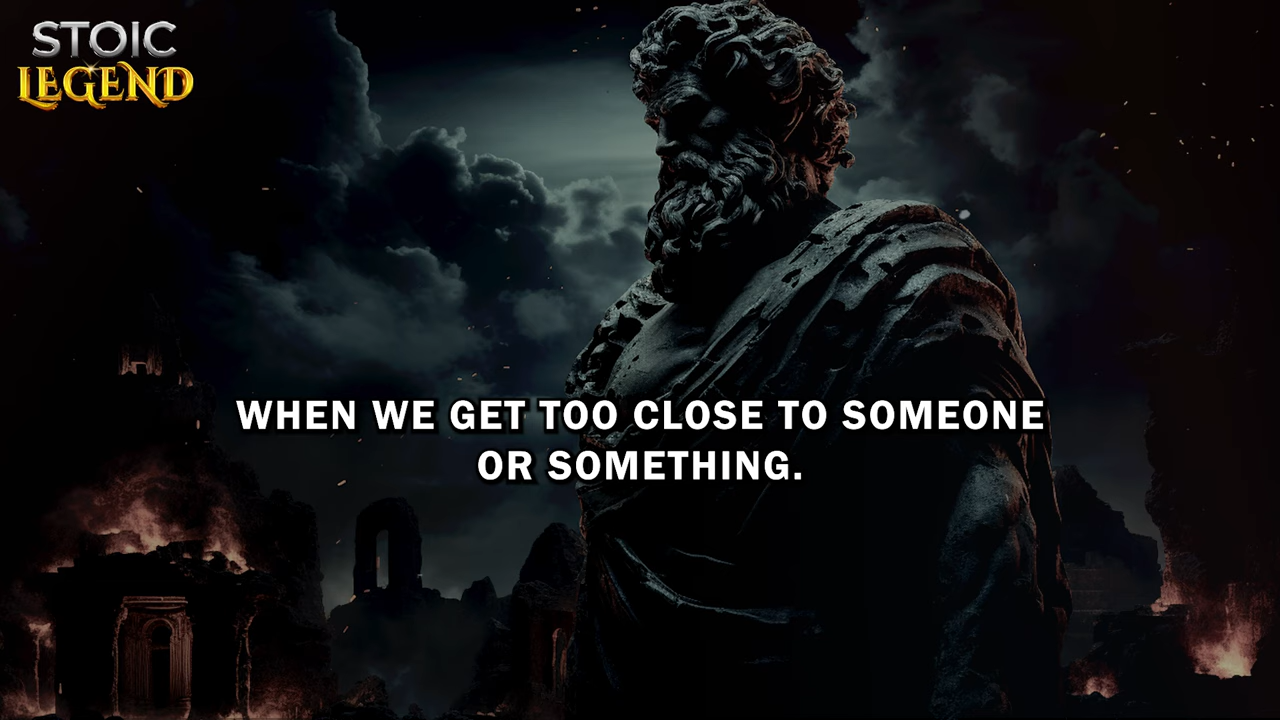 STOIC
LEGEND
WHEN WE GET TOO CLOSE TO SOMEONE
OR SOMETHING.